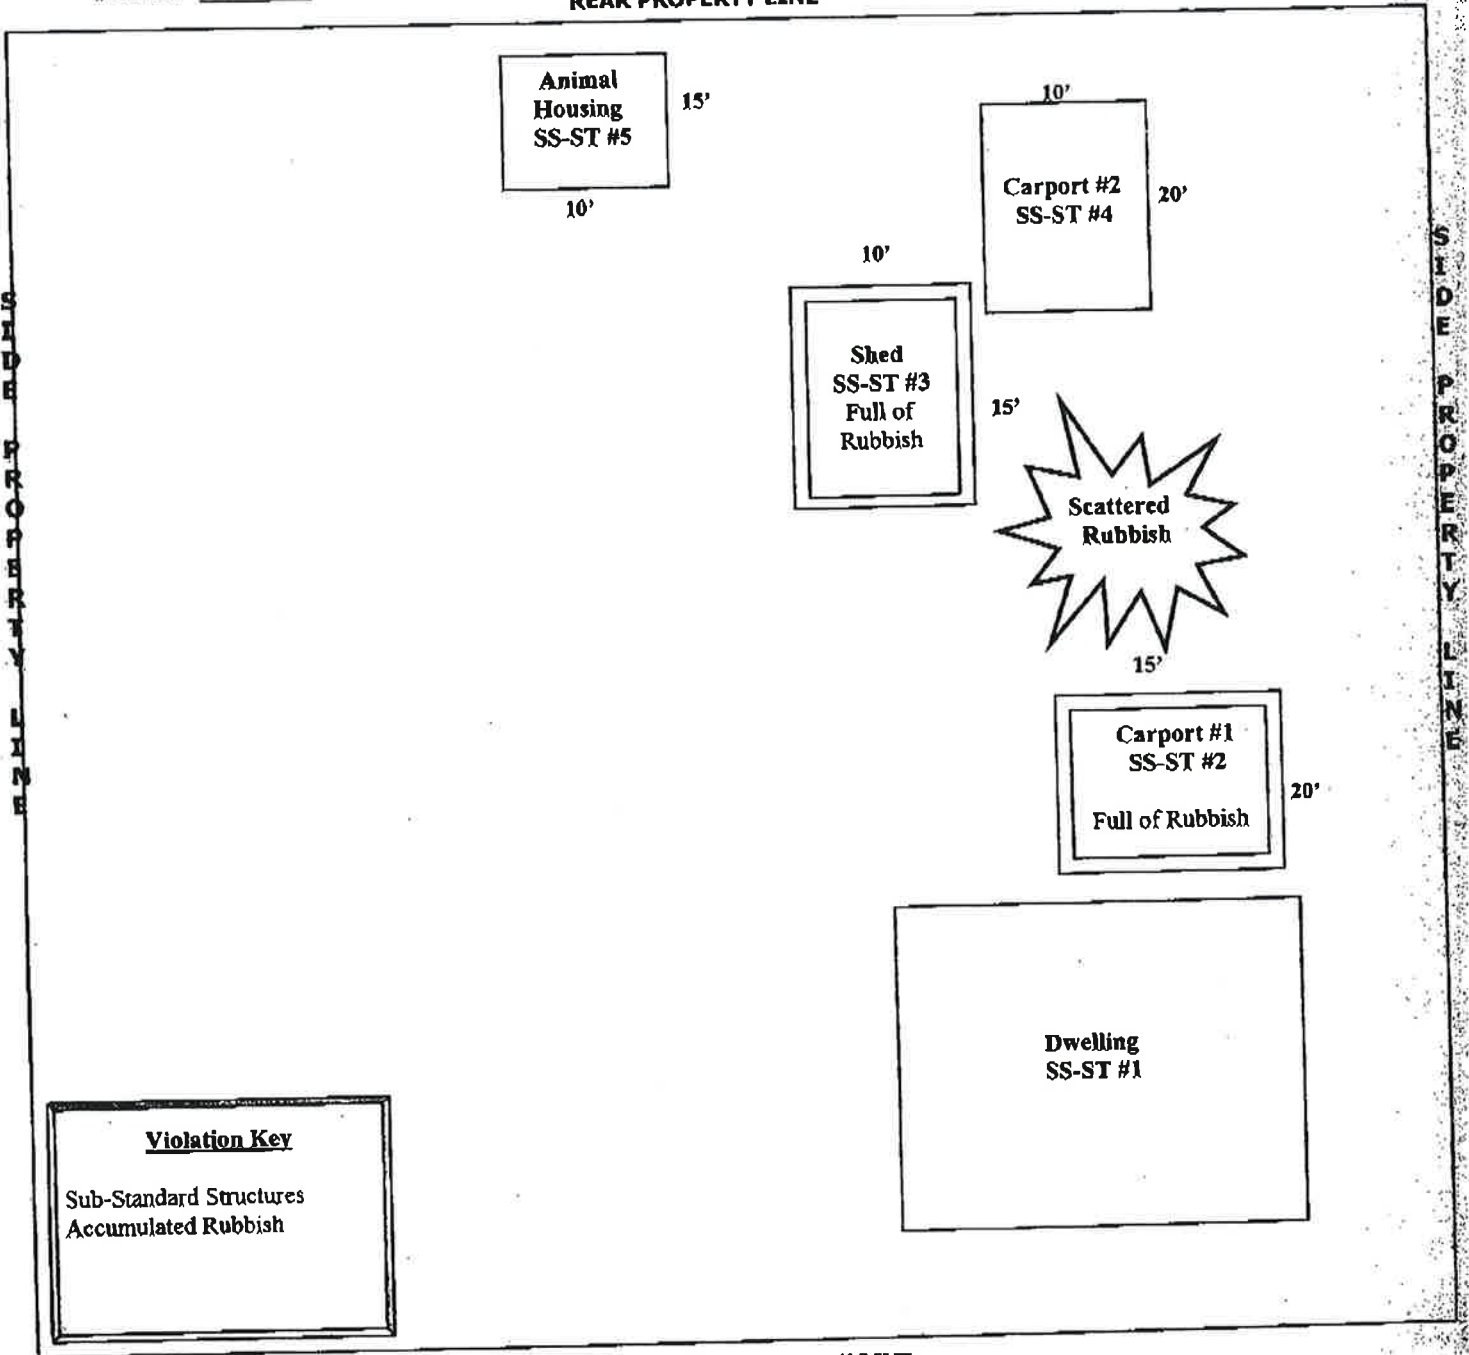 REAR PROPERTY LINE
Animal
Housing
SS-ST #5
15'
10'
10'
Carport #2
SS-ST #4
20'
10'
Shed
SS-ST #3
Full of
Rubbish
15'
Scattered
Rubbish
15'
Carport #1
SS-ST #2
Full of Rubbish
20'
Dwelling
SS-ST #1
SIDE PROPERTY LINE
SIDE PROPERTY LINE
Violation Key
Sub-Standard Structures
Accumulated Rubbish